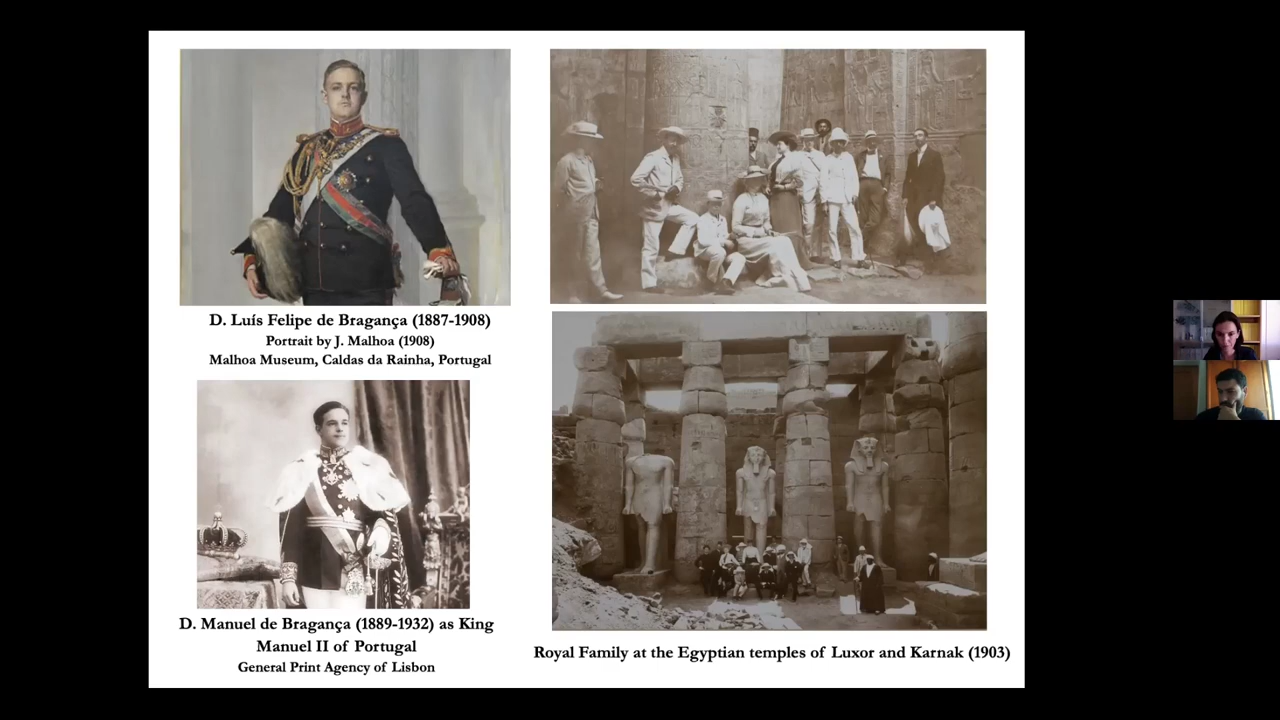 D. Luís Felipe de Bragança (1887-1908)
Portrait by J. Malhoa (1908)
Malhoa Museum, Caldas da Rainha, Portugal
D. Manuel de Bragança (1889-1932) as King
Manuel II of Portugal
General Print Agency of Lisbon
Royal Family at the Egyptian temples of Luxor and Karnak (1903)